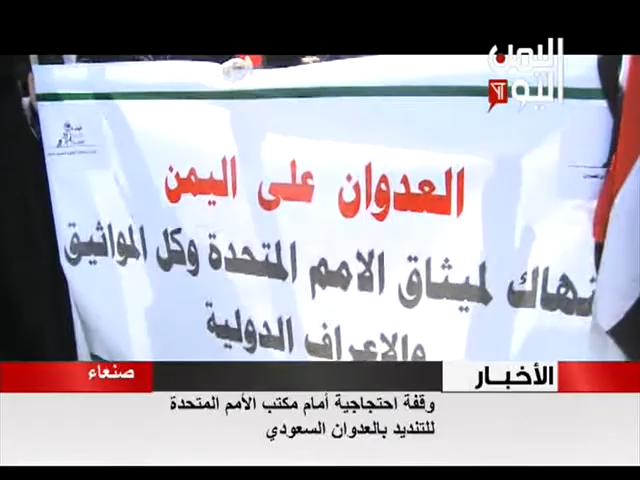 اليمن
اليوم
العدوان على اليمن
نهاك لميثاق الامم المتحدة وكل المواثيق
والاعراف الدولية
الأخبار
صنعاء
وقفة احتجاجية أمام مكتب الأمم المتحدة
للتنديد بالعدوان السعودي